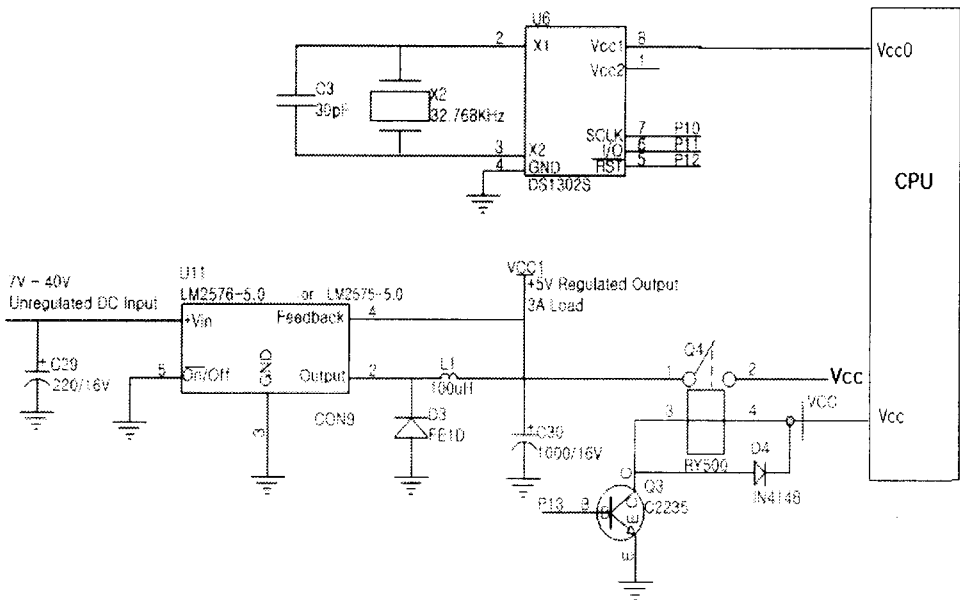 U6
2 X1 Vcc1 8 Vcc0
Vcc2 1
C3
30pF
X2
32.768KHz
SCLK 7 P10
I/O 6 P11
3 X2 RST 5 P12
4 GND
DS1302S
CPU
7V - 40V
Unregulated DC Input
U11
LM2576-5.0 or LM2575-5.0
VCC1
+5V Regulated Output
3A Load
+Vin Feedback 4
C29
220/16V
5 On/Off GND Output 2
L1
100uH
Q4
1 2 Vcc
3 CON9
D3
FE1D
C30
1000/16V
3 4 VCC Vcc
RY500
D4
IN4148
C
Q3
C2235
P13 B B C E
E